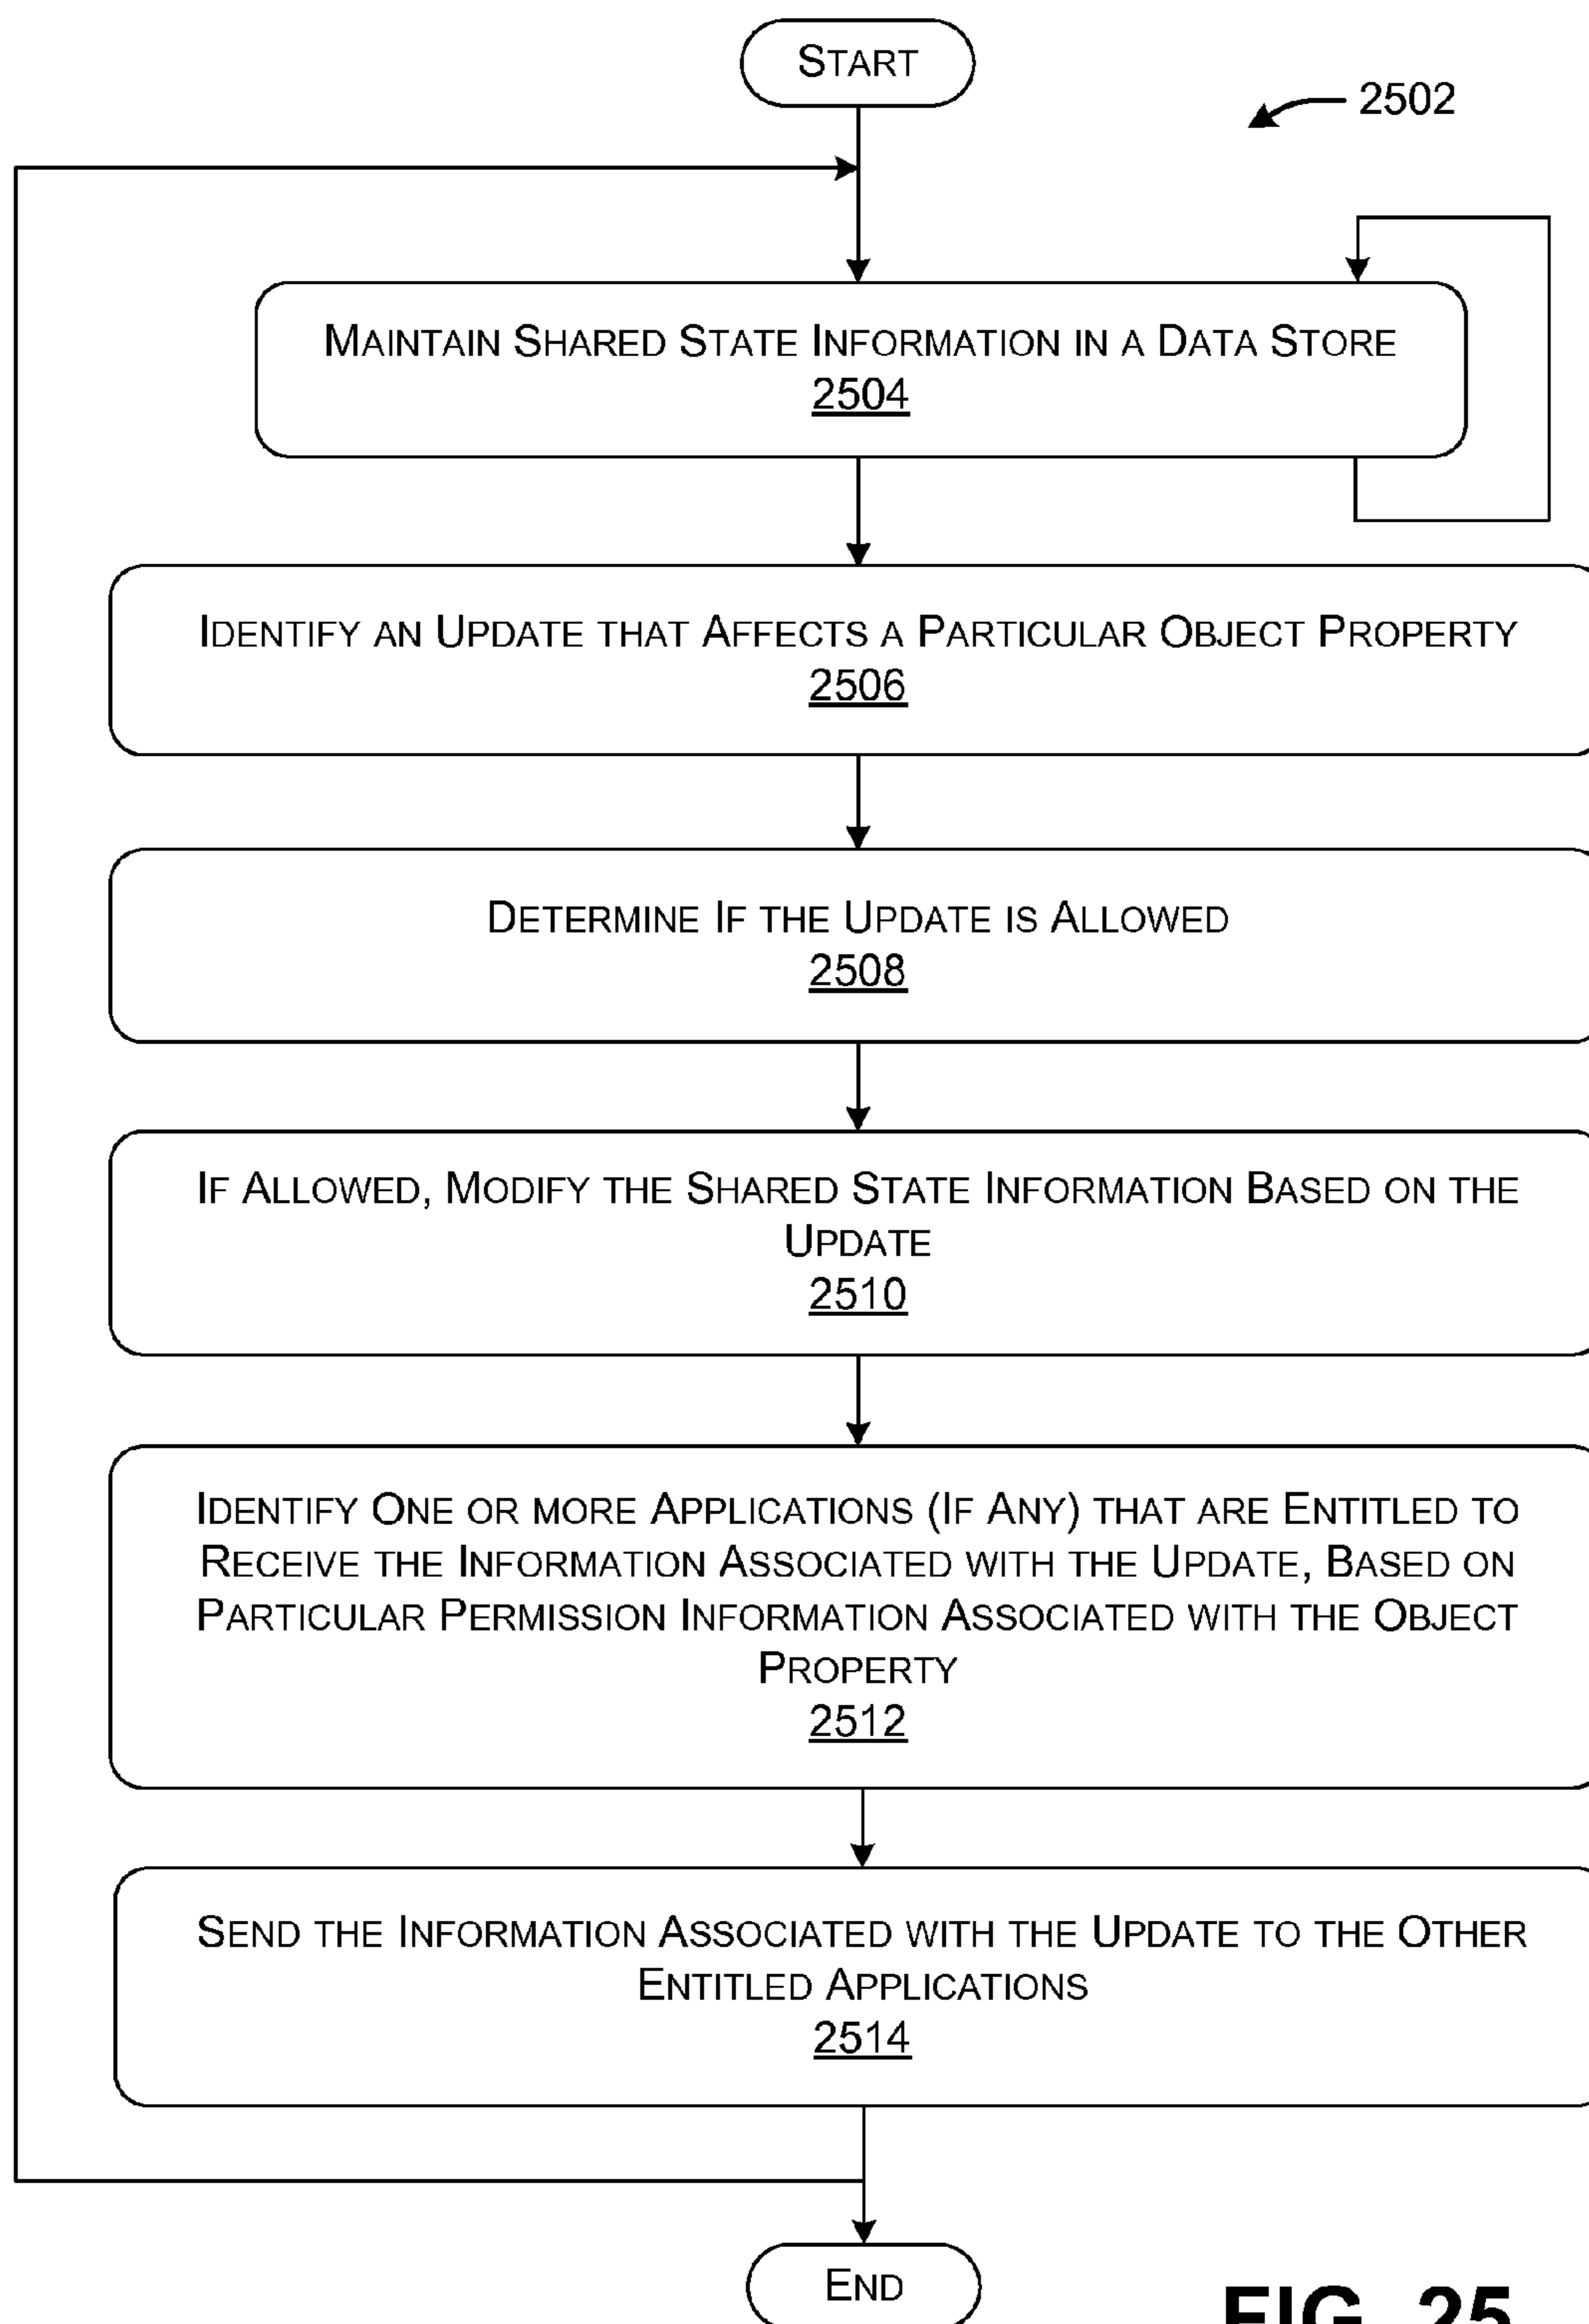 START
2502
MAINTAIN SHARED STATE INFORMATION IN A DATA STORE
2504
IDENTIFY AN UPDATE THAT AFFECTS A PARTICULAR OBJECT PROPERTY
2506
DETERMINE IF THE UPDATE IS ALLOWED
2508
IF ALLOWED, MODIFY THE SHARED STATE INFORMATION BASED ON THE
UPDATE
2510
IDENTIFY ONE OR MORE APPLICATIONS (IF ANY) THAT ARE ENTITLED TO
RECEIVE THE INFORMATION ASSOCIATED WITH THE UPDATE, BASED ON
PARTICULAR PERMISSION INFORMATION ASSOCIATED WITH THE OBJECT
PROPERTY
2512
SEND THE INFORMATION ASSOCIATED WITH THE UPDATE TO THE OTHER
ENTITLED APPLICATIONS
2514
END
FIG. 25